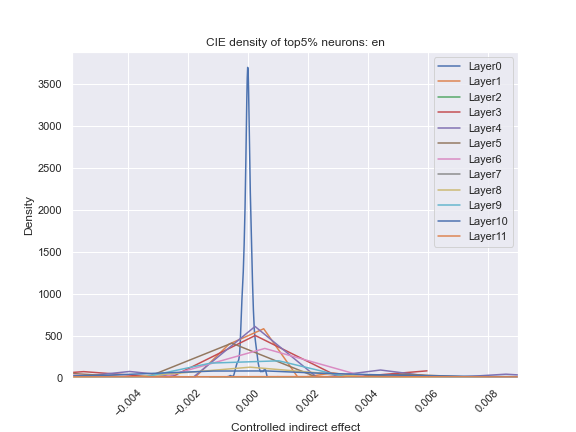 CIE density of top5% neurons: en
3500
3000
2500
2000
1500
1000
500
0
Density
−0.004
−0.002
0.000
0.002
0.004
0.006
0.008
Controlled indirect effect
Layer0
Layer1
Layer2
Layer3
Layer4
Layer5
Layer6
Layer7
Layer8
Layer9
Layer10
Layer11